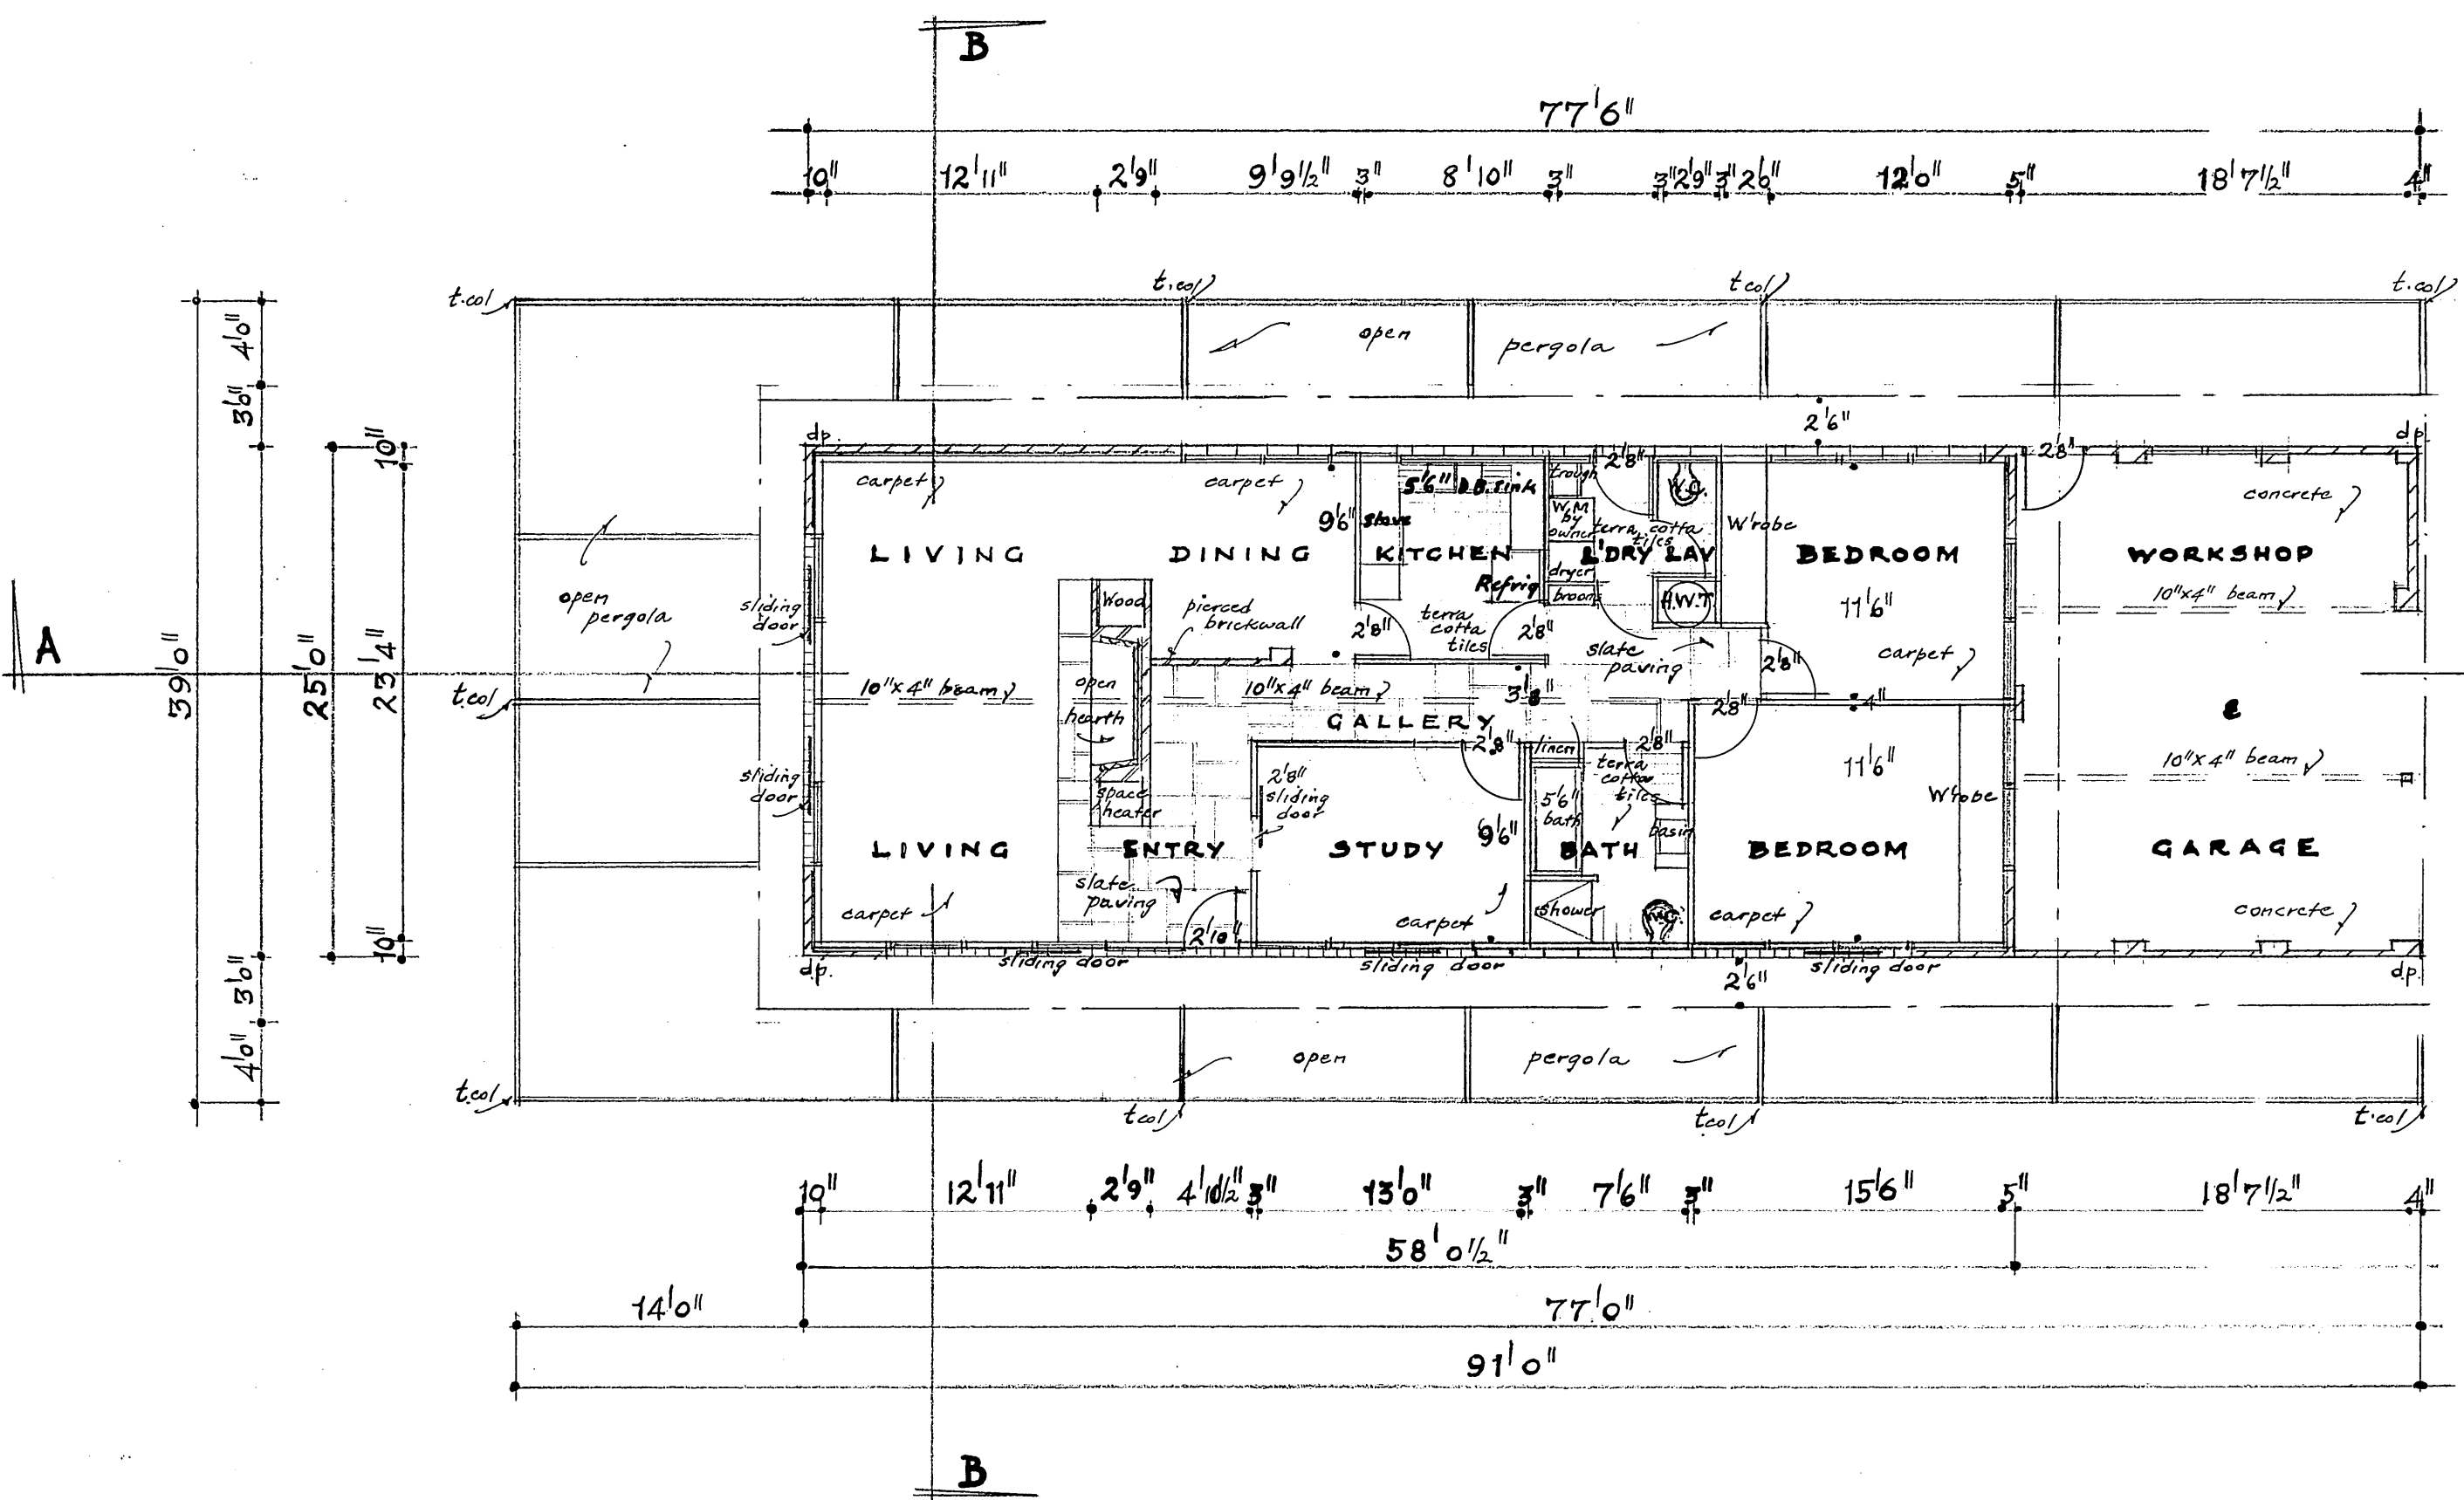 B
77'6"
10" 12'11" 2'9" 9'9½" 3" 8'10" 3" 3" 2'9" 3" 2'6" 12'0" 5" 18'7½" 4"
t.col t.col t.col t.col
4'0"
open pergola
3'6"
10"
2'6"
d.p. d.p.
2'8" 2'8"
carpet carpet 5'6" D.B. sink trough W.C. concrete
9'6" stove W.M by owner terra cotta tiles W'robe
LIVING DINING KITCHEN L'DRY LAV BEDROOM WORKSHOP
Refrig dryer
open pergola sliding door Wood pierced brickwall broom H.W.T 11'6" 10"x4" beam
2'8" terra cotta tiles 2'8" slate paving 2'8" carpet
A
39'0" 25'0" 23'4"
t.col 10"x4" beam open hearth 10"x4" beam 3'8" 2'8" 4" &
GALLERY 2'8" linen 2'8"
sliding door space heater 2'8" sliding door terra cotta tiles 11'6" 10"x4" beam
5'6" bath W'robe
9'6" basin
LIVING ENTRY STUDY BATH BEDROOM GARAGE
slate paving
carpet carpet shower W.C. carpet concrete
10" 2'10"
d.p. sliding door sliding door sliding door d.p.
3'6"
2'6"
4'0"
open pergola
t.col t.col t.col t.col
10" 12'11" 2'9" 4'10½" 3" 13'0" 3" 7'6" 3" 15'6" 5" 18'7½" 4"
58'0½"
14'0" 77'0"
91'0"
B